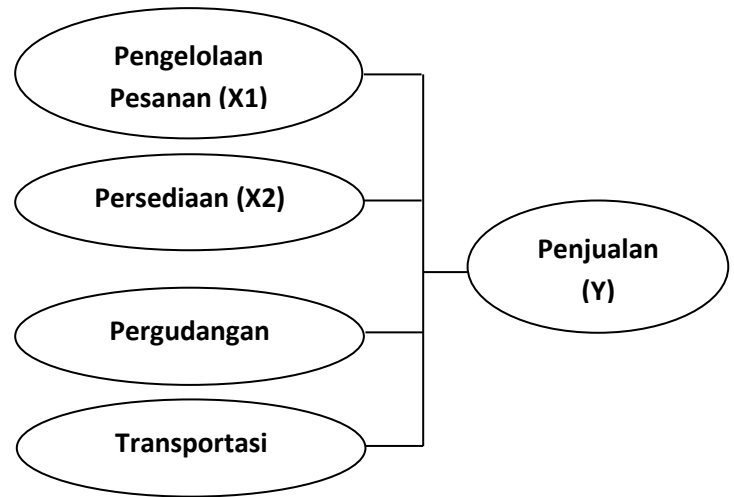 Pengelolaan
Pesanan (X1)
Persediaan (X2)
Pergudangan
Transportasi
Penjualan
(Y)